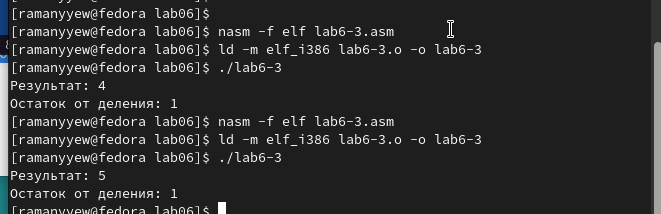 [ramanyyew@fedora lab06]$
[ramanyyew@fedora lab06]$ nasm -f elf lab6-3.asm
[ramanyyew@fedora lab06]$ ld -m elf_i386 lab6-3.o -o lab6-3
[ramanyyew@fedora lab06]$ ./lab6-3
Результат: 4
Остаток от деления: 1
[ramanyyew@fedora lab06]$ nasm -f elf lab6-3.asm
[ramanyyew@fedora lab06]$ ld -m elf_i386 lab6-3.o -o lab6-3
[ramanyyew@fedora lab06]$ ./lab6-3
Результат: 5
Остаток от деления: 1
[ramanyyew@fedora lab06]$